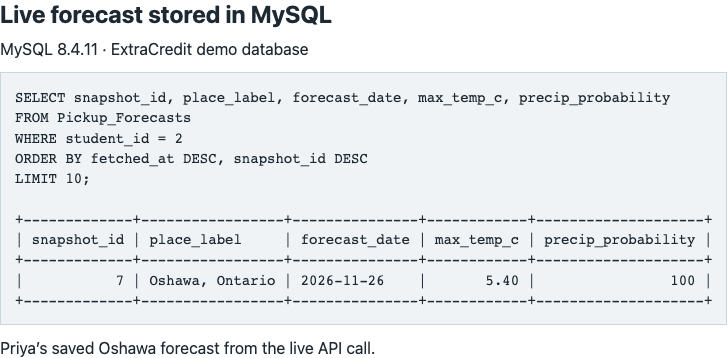 Live forecast stored in MySQL
MySQL 8.4.11 · ExtraCredit demo database
SELECT snapshot_id, place_label, forecast_date, max_temp_c, precip_probability
FROM Pickup_Forecasts
WHERE student_id = 2
ORDER BY fetched_at DESC, snapshot_id DESC
LIMIT 10;
+-------------+-----------------+---------------+------------+--------------------+
| snapshot_id | place_label     | forecast_date | max_temp_c | precip_probability |
+-------------+-----------------+---------------+------------+--------------------+
|           7 | Oshawa, Ontario | 2026-11-26    |       5.40 |                100 |
+-------------+-----------------+---------------+------------+--------------------+
Priya’s saved Oshawa forecast from the live API call.